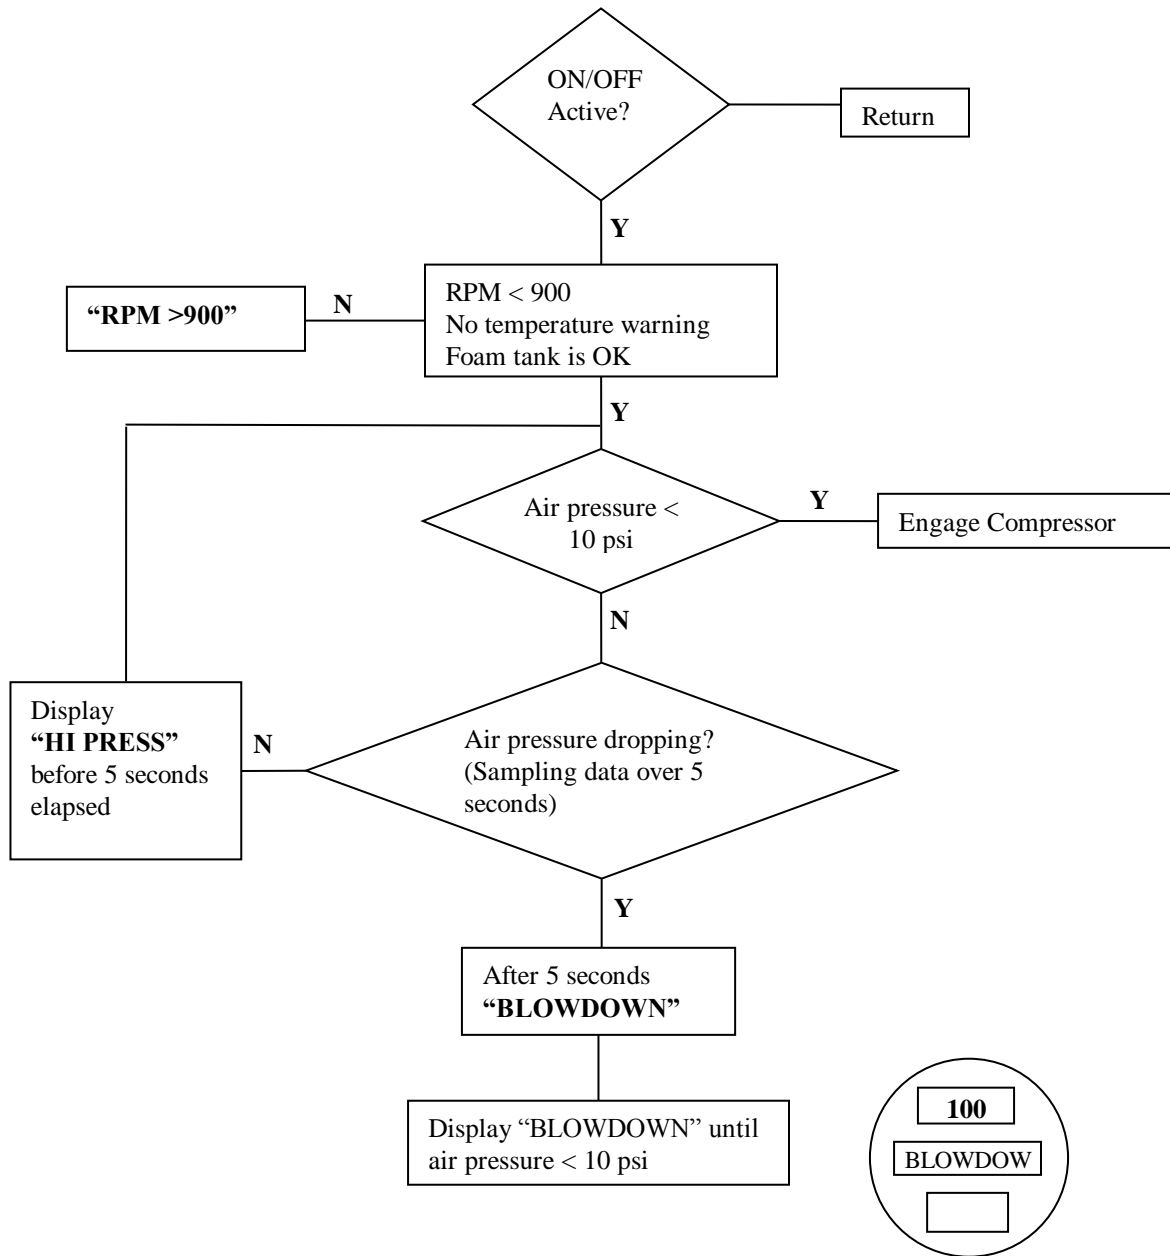 ON/OFF
Active?
Return
Y
“RPM >900”
N
RPM < 900
No temperature warning
Foam tank is OK
Y
Air pressure <
10 psi
Y
Engage Compressor
N
Display
“HI PRESS”
before 5 seconds
elapsed
N
Air pressure dropping?
(Sampling data over 5
seconds)
Y
After 5 seconds
“BLOWDOWN”
Display “BLOWDOWN” until
air pressure < 10 psi
100
BLOWDOW